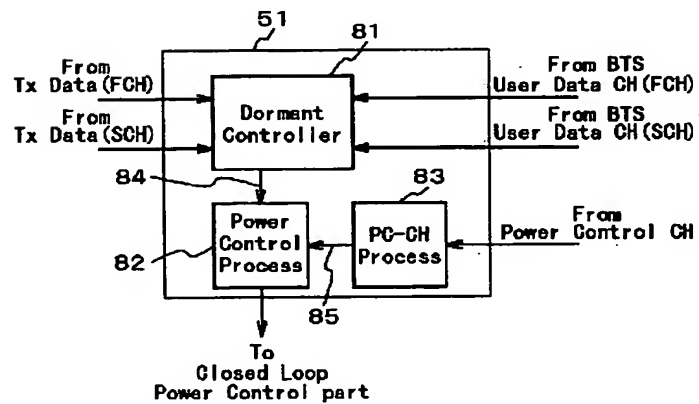 51
81
From
Tx Data(FCH)
From BTS
User Data CH(FCH)
Dormant
Controller
From
Tx Data(SCH)
From BTS
User Data CH(SCH)
84
83
Power
Control
Process
82
PC-CH
Process
From
Power Control CH
85
To
Closed Loop
Power Control part